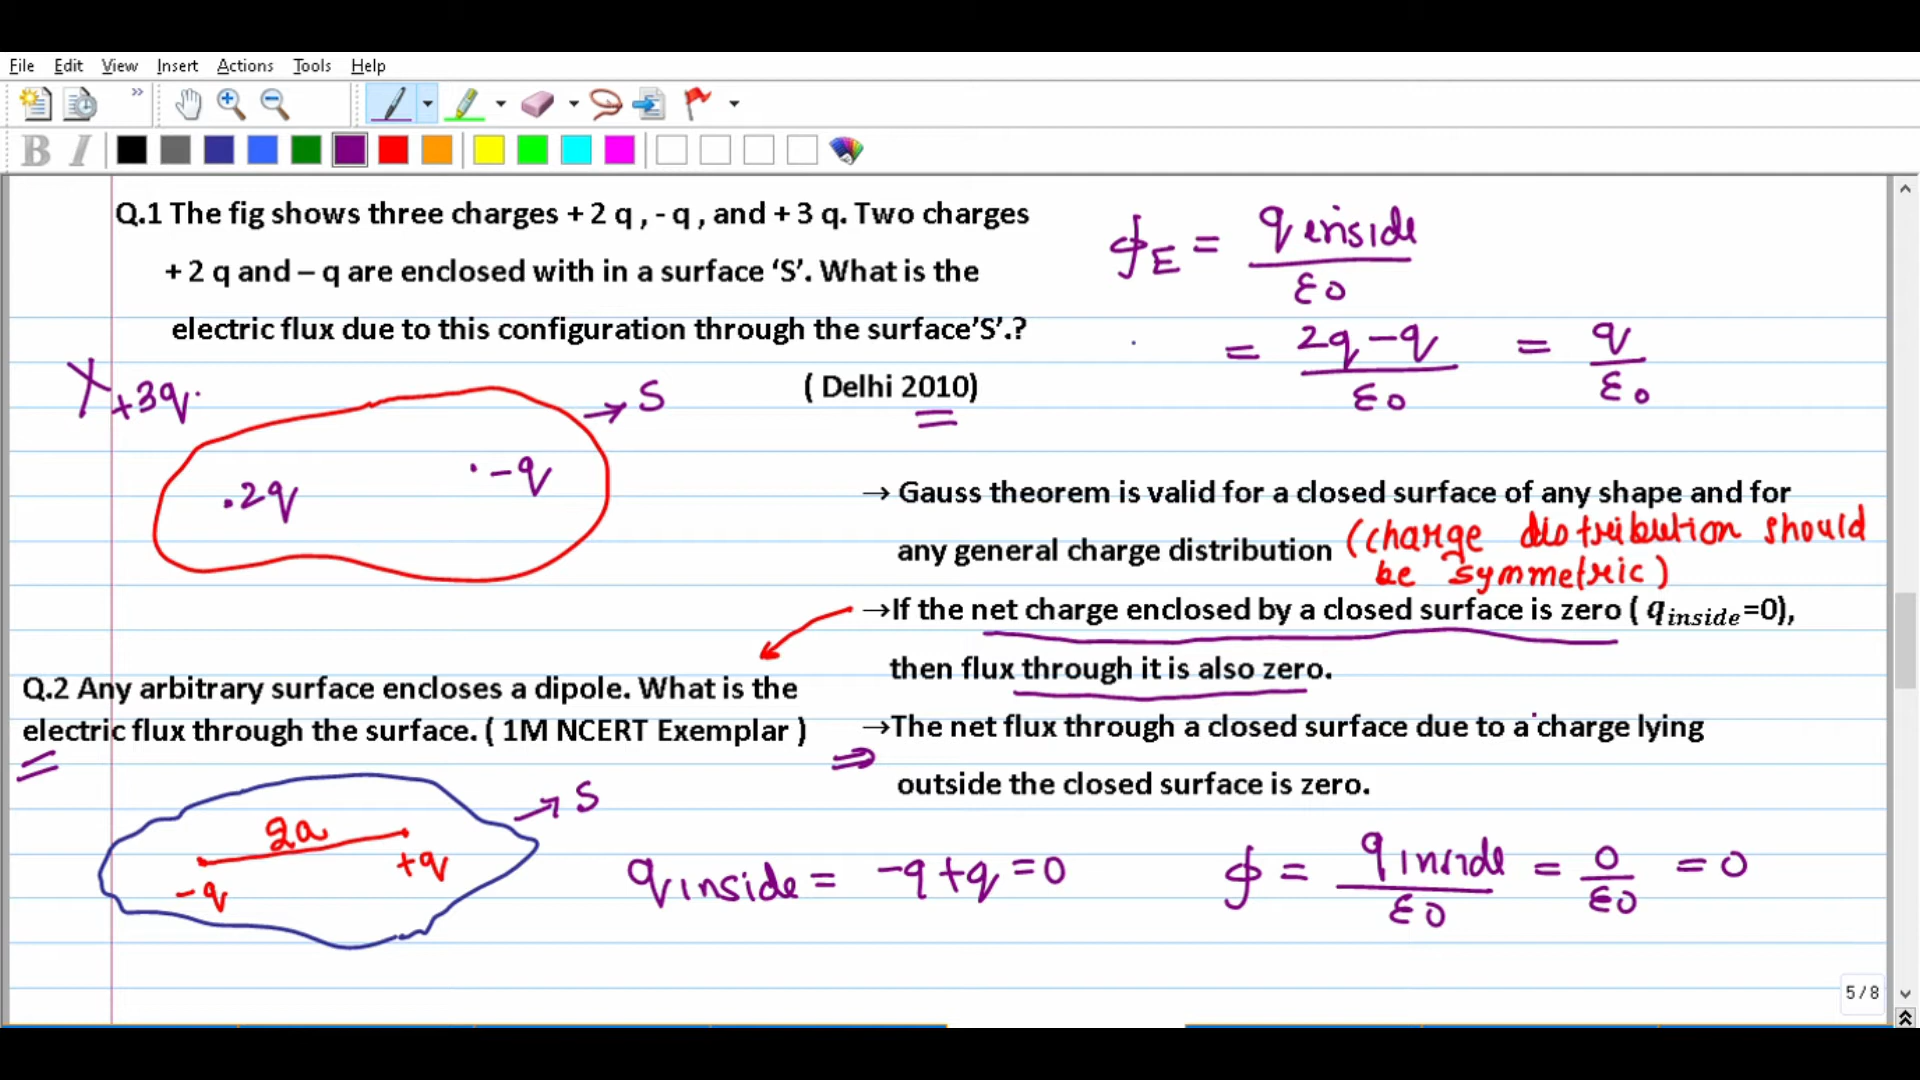 File Edit View Insert Actions Tools Help
B I
Q.1 The fig shows three charges + 2 q , - q , and + 3 q. Two charges
+ 2 q and – q are enclosed with in a surface ‘S’. What is the
electric flux due to this configuration through the surface’S’.?
( Delhi 2010)
ϕE = q inside / ε0
= 2q – q / ε0 = q / ε0
+3q.
→ S
.2q
. – q
→ Gauss theorem is valid for a closed surface of any shape and for
any general charge distribution (charge distribution should
be symmetric)
→If the net charge enclosed by a closed surface is zero ( qinside=0),
then flux through it is also zero.
→The net flux through a closed surface due to a charge lying
outside the closed surface is zero.
Q.2 Any arbitrary surface encloses a dipole. What is the
electric flux through the surface. ( 1M NCERT Exemplar )
→ S
2a
-q
+q
q inside = -q+q = 0
ϕ = q inside / ε0 = 0 / ε0 = 0
5 / 8